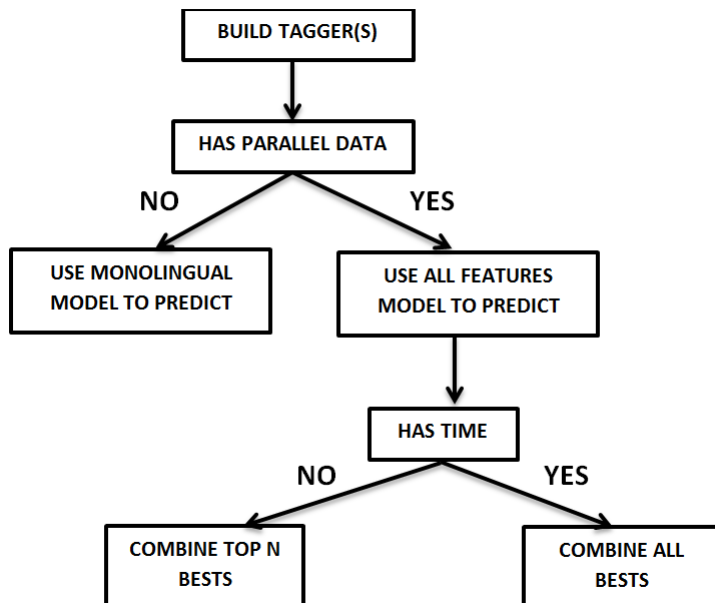 BUILD TAGGER(S)
HAS PARALLEL DATA
NO
YES
USE MONOLINGUAL
MODEL TO PREDICT
USE ALL FEATURES
MODEL TO PREDICT
HAS TIME
NO
YES
COMBINE TOP N
BESTS
COMBINE ALL
BESTS